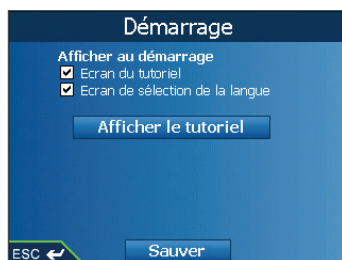 Démarrage
Afficher au démarrage
Ecran du tutoriel
Ecran de sélection de la langue
Afficher le tutoriel
ESC
Sauver